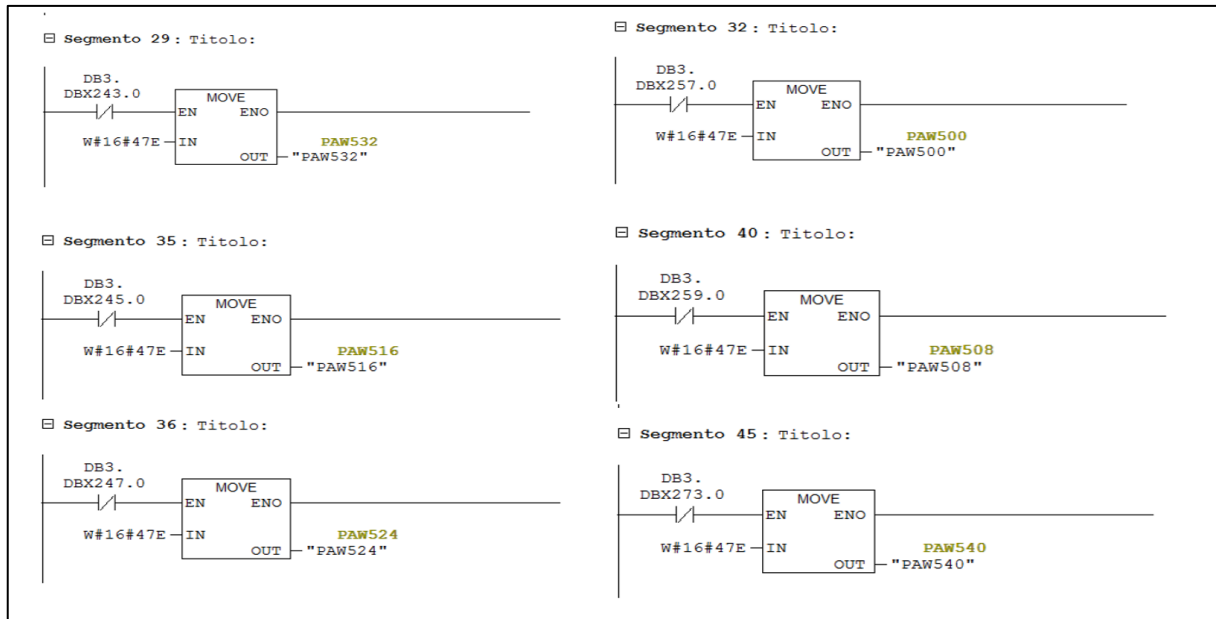 Segmento 29: Titolo:
DB3.
DBX243.0
MOVE
EN ENO
W#16#47E IN PAW532
OUT "PAW532"
Segmento 35: Titolo:
DB3.
DBX245.0
MOVE
EN ENO
W#16#47E IN PAW516
OUT "PAW516"
Segmento 36: Titolo:
DB3.
DBX247.0
MOVE
EN ENO
W#16#47E IN PAW524
OUT "PAW524"
Segmento 32: Titolo:
DB3.
DBX257.0
MOVE
EN ENO
W#16#47E IN PAW500
OUT "PAW500"
Segmento 40: Titolo:
DB3.
DBX259.0
MOVE
EN ENO
W#16#47E IN PAW508
OUT "PAW508"
Segmento 45: Titolo:
DB3.
DBX273.0
MOVE
EN ENO
W#16#47E IN PAW540
OUT "PAW540"